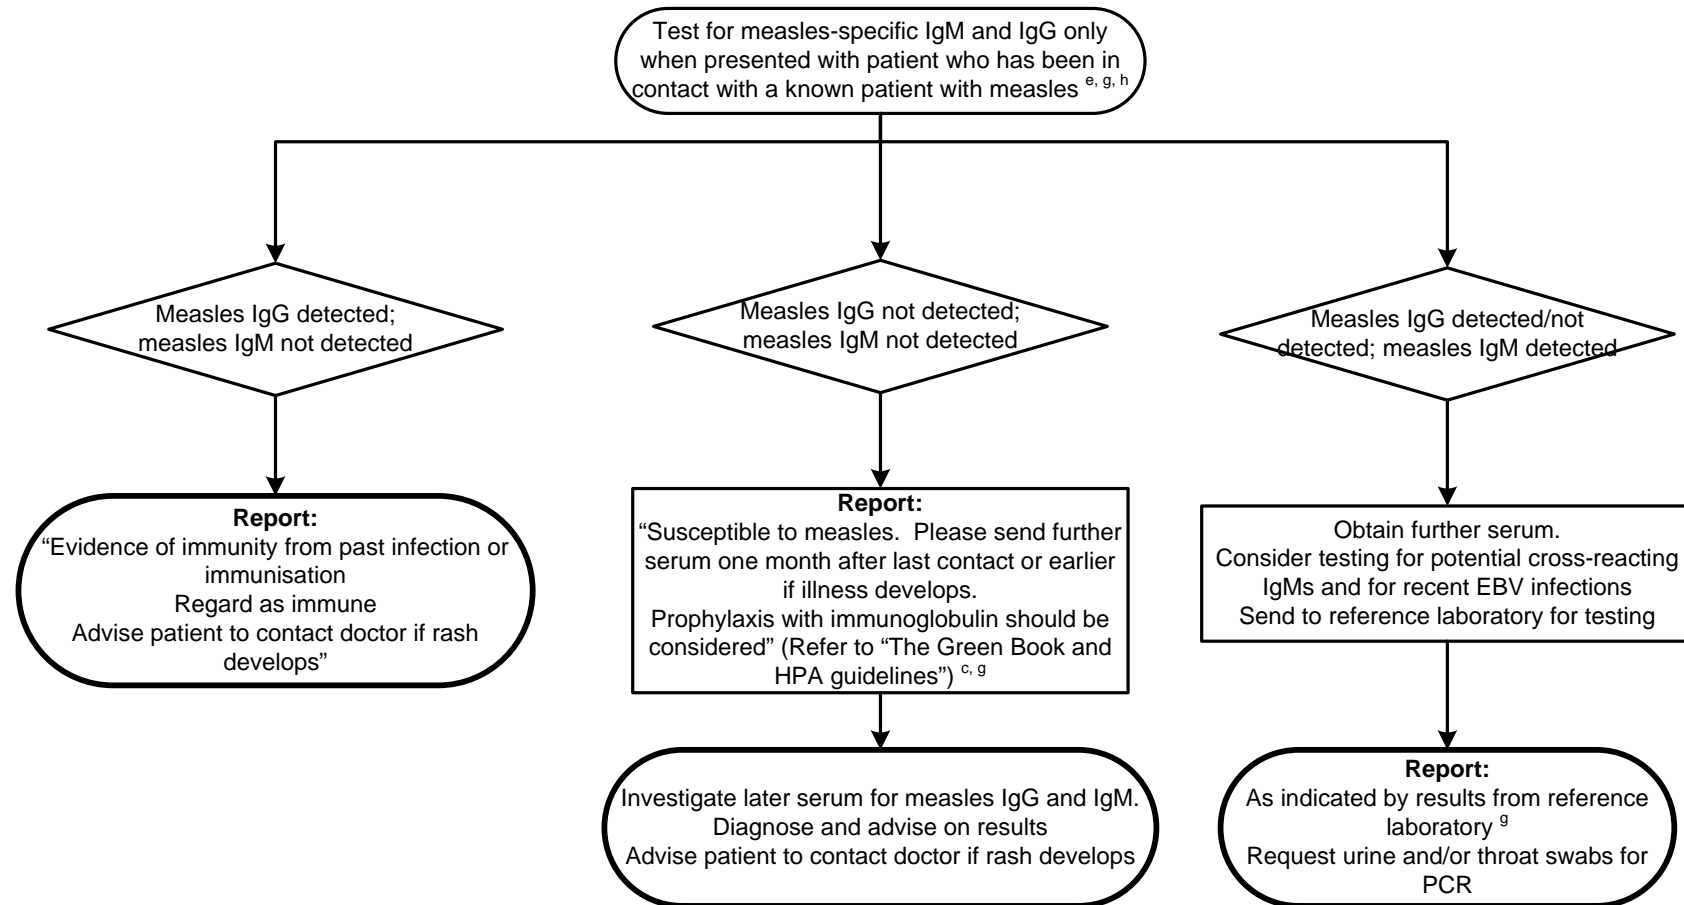 Test for measles-specific IgM and IgG only
when presented with patient who has been in
contact with a known patient with measles e, g, h
Measles IgG detected;
measles IgM not detected
Measles IgG not detected;
measles IgM not detected
Measles IgG detected/not
detected; measles IgM detected
Report:
“Evidence of immunity from past infection or
immunisation
Regard as immune
Advise patient to contact doctor if rash
develops”
Report:
“Susceptible to measles.  Please send further
serum one month after last contact or earlier
if illness develops.
Prophylaxis with immunoglobulin should be
considered” (Refer to “The Green Book and
HPA guidelines”) c, g
Obtain further serum.
Consider testing for potential cross-reacting
IgMs and for recent EBV infections
Send to reference laboratory for testing
Investigate later serum for measles IgG and IgM.
Diagnose and advise on results
Advise patient to contact doctor if rash develops
Report:
As indicated by results from reference
laboratory g
Request urine and/or throat swabs for
PCR